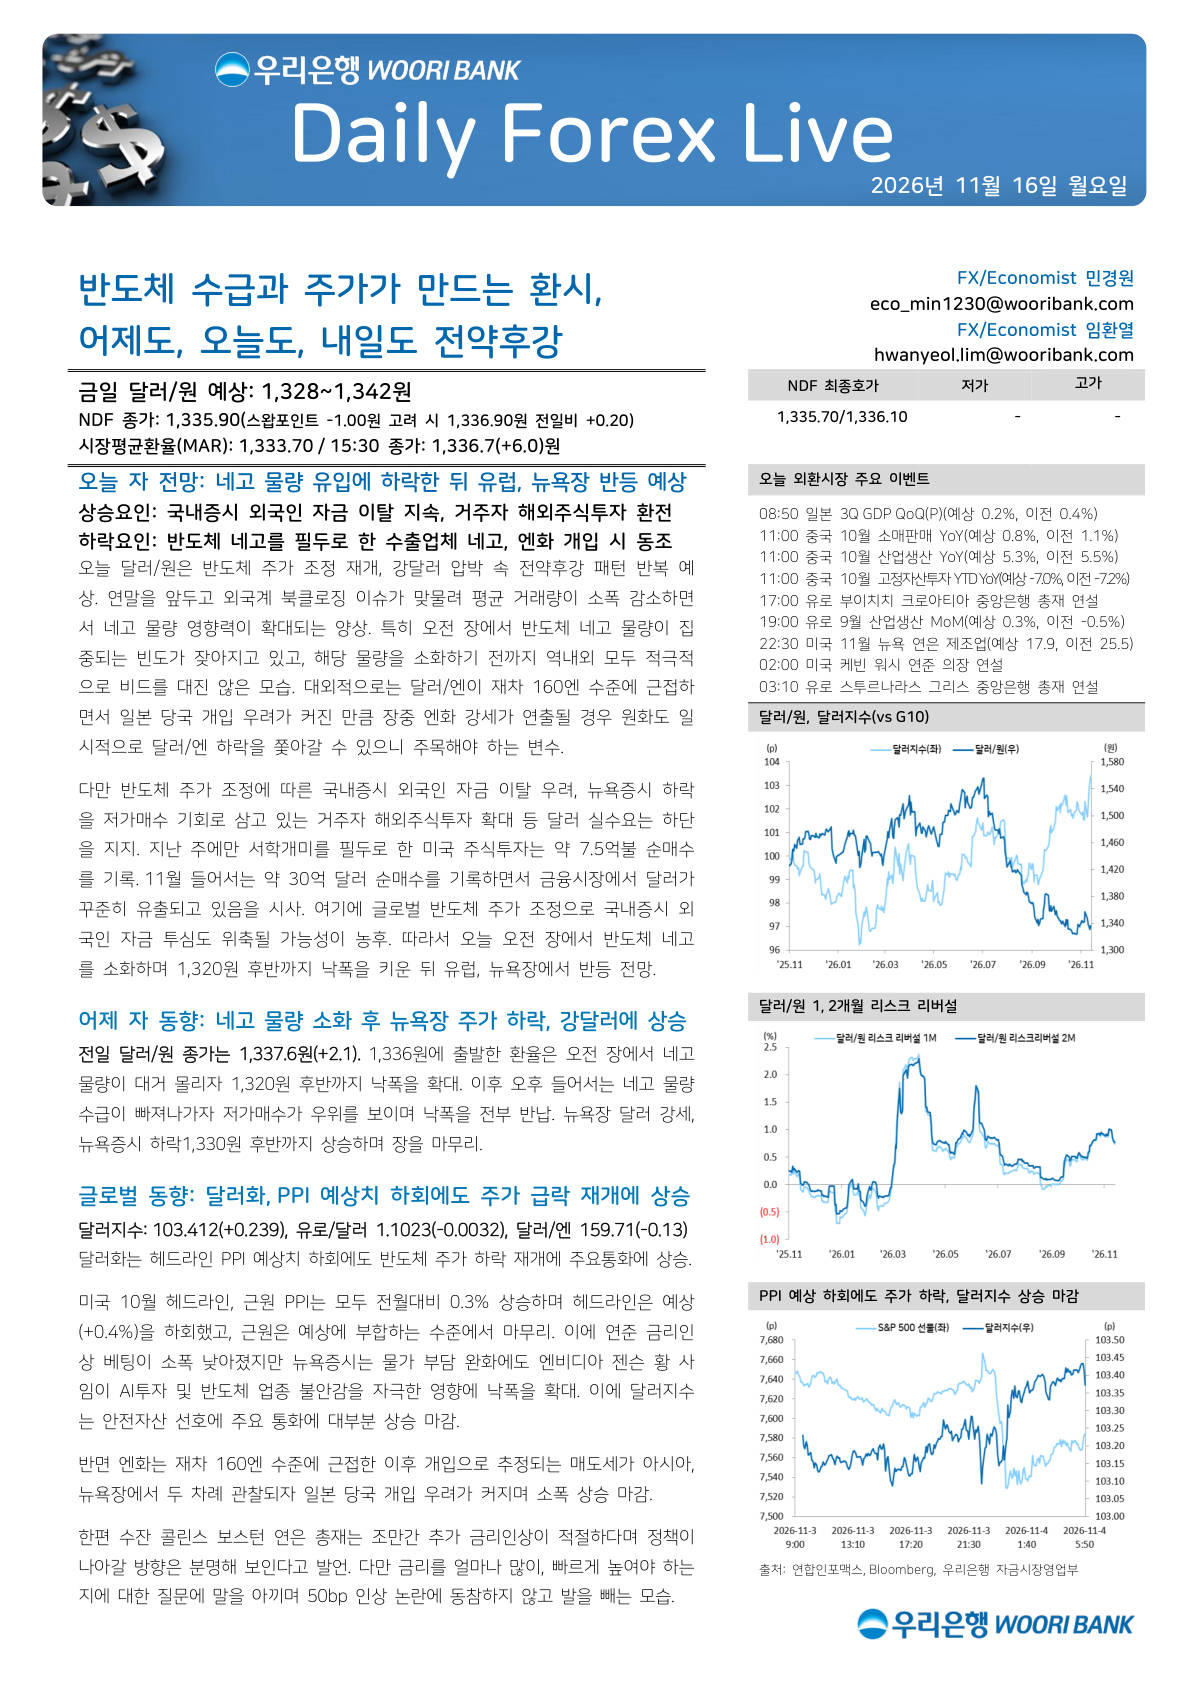 우리은행 WOORI BANK
Daily Forex Live
2026년 11월 16일 월요일
반도체 수급과 주가가 만드는 환시,
어제도, 오늘도, 내일도 전약후강
금일 달러/원 예상: 1,328~1,342원
NDF 종가: 1,335.90(스왑포인트 -1.00원 고려 시 1,336.90원 전일비 +0.20)
시장평균환율(MAR): 1,333.70 / 15:30 종가: 1,336.7(+6.0)원
오늘 자 전망: 네고 물량 유입에 하락한 뒤 유럽, 뉴욕장 반등 예상
상승요인: 국내증시 외국인 자금 이탈 지속, 거주자 해외주식투자 환전
하락요인: 반도체 네고를 필두로 한 수출업체 네고, 엔화 개입 시 동조
오늘 달러/원은 반도체 주가 조정 재개, 강달러 압박 속 전약후강 패턴 반복 예
상. 연말을 앞두고 외국계 북클로징 이슈가 맞물려 평균 거래량이 소폭 감소하면
서 네고 물량 영향력이 확대되는 양상. 특히 오전 장에서 반도체 네고 물량이 집
중되는 빈도가 잦아지고 있고, 해당 물량을 소화하기 전까지 역내외 모두 적극적
으로 비드를 대진 않은 모습. 대외적으로는 달러/엔이 재차 160엔 수준에 근접하
면서 일본 당국 개입 우려가 커진 만큼 장중 엔화 강세가 연출될 경우 원화도 일
시적으로 달러/엔 하락을 쫓아갈 수 있으니 주목해야 하는 변수.
다만 반도체 주가 조정에 따른 국내증시 외국인 자금 이탈 우려, 뉴욕증시 하락
을 저가매수 기회로 삼고 있는 거주자 해외주식투자 확대 등 달러 실수요는 하단
을 지지. 지난 주에만 서학개미를 필두로 한 미국 주식투자는 약 7.5억불 순매수
를 기록. 11월 들어서는 약 30억 달러 순매수를 기록하면서 금융시장에서 달러가
꾸준히 유출되고 있음을 시사. 여기에 글로벌 반도체 주가 조정으로 국내증시 외
국인 자금 투심도 위축될 가능성이 농후. 따라서 오늘 오전 장에서 반도체 네고
를 소화하며 1,320원 후반까지 낙폭을 키운 뒤 유럽, 뉴욕장에서 반등 전망.
어제 자 동향: 네고 물량 소화 후 뉴욕장 주가 하락, 강달러에 상승
전일 달러/원 종가는 1,337.6원(+2.1). 1,336원에 출발한 환율은 오전 장에서 네고
물량이 대거 몰리자 1,320원 후반까지 낙폭을 확대. 이후 오후 들어서는 네고 물량
수급이 빠져나가자 저가매수가 우위를 보이며 낙폭을 전부 반납. 뉴욕장 달러 강세,
뉴욕증시 하락1,330원 후반까지 상승하며 장을 마무리.
글로벌 동향: 달러화, PPI 예상치 하회에도 주가 급락 재개에 상승
달러지수: 103.412(+0.239), 유로/달러 1.1023(-0.0032), 달러/엔 159.71(-0.13)
달러화는 헤드라인 PPI 예상치 하회에도 반도체 주가 하락 재개에 주요통화에 상승.
미국 10월 헤드라인, 근원 PPI는 모두 전월대비 0.3% 상승하며 헤드라인은 예상
(+0.4%)을 하회했고, 근원은 예상에 부합하는 수준에서 마무리. 이에 연준 금리인
상 베팅이 소폭 낮아졌지만 뉴욕증시는 물가 부담 완화에도 엔비디아 젠슨 황 사
임이 AI투자 및 반도체 업종 불안감을 자극한 영향에 낙폭을 확대. 이에 달러지수
는 안전자산 선호에 주요 통화에 대부분 상승 마감.
반면 엔화는 재차 160엔 수준에 근접한 이후 개입으로 추정되는 매도세가 아시아,
뉴욕장에서 두 차례 관찰되자 일본 당국 개입 우려가 커지며 소폭 상승 마감.
한편 수잔 콜린스 보스턴 연은 총재는 조만간 추가 금리인상이 적절하다며 정책이
나아갈 방향은 분명해 보인다고 발언. 다만 금리를 얼마나 많이, 빠르게 높여야 하는
지에 대한 질문에 말을 아끼며 50bp 인상 논란에 동참하지 않고 발을 빼는 모습.
FX/Economist 민경원
eco_min1230@wooribank.com
FX/Economist 임환열
hwanyeol.lim@wooribank.com
NDF 최종호가 저가 고가
1,335.70/1,336.10 - -
오늘 외환시장 주요 이벤트
08:50 일본 3Q GDP QoQ(P)(예상 0.2%, 이전 0.4%)
11:00 중국 10월 소매판매 YoY(예상 0.8%, 이전 1.1%)
11:00 중국 10월 산업생산 YoY(예상 5.3%, 이전 5.5%)
11:00 중국 10월 고정자산투자 YTD YoY(예상 -7.0%, 이전 -7.2%)
17:00 유로 부이치치 크로아티아 중앙은행 총재 연설
19:00 유로 9월 산업생산 MoM(예상 0.3%, 이전 -0.5%)
22:30 미국 11월 뉴욕 연은 제조업(예상 17.9, 이전 25.5)
02:00 미국 케빈 워시 연준 의장 연설
03:10 유로 스투르나라스 그리스 중앙은행 총재 연설
달러/원, 달러지수(vs G10)
(p) 달러지수(좌) 달러/원(우) (원)
104 1,580
103 1,540
102 1,500
101 1,460
100 1,420
99 1,380
98 1,340
97 1,300
96
'25.11 '26.01 '26.03 '26.05 '26.07 '26.09 '26.11
달러/원 1, 2개월 리스크 리버설
(%) 달러/원 리스크 리버설 1M 달러/원 리스크리버설 2M
2.5
2.0
1.5
1.0
0.5
0.0
(0.5)
(1.0)
'25.11 '26.01 '26.03 '26.05 '26.07 '26.09 '26.11
PPI 예상 하회에도 주가 하락, 달러지수 상승 마감
(p) S&P 500 선물(좌) 달러지수(우) (p)
7,680 103.50
7,660 103.45
7,640 103.40
7,620 103.35
7,600 103.30
7,580 103.25
7,560 103.20
7,540 103.15
7,520 103.10
7,500 103.05
103.00
2026-11-3 2026-11-3 2026-11-3 2026-11-3 2026-11-4 2026-11-4
9:00 13:10 17:20 21:30 1:40 5:50
출처: 연합인포맥스, Bloomberg, 우리은행 자금시장영업부
우리은행 WOORI BANK